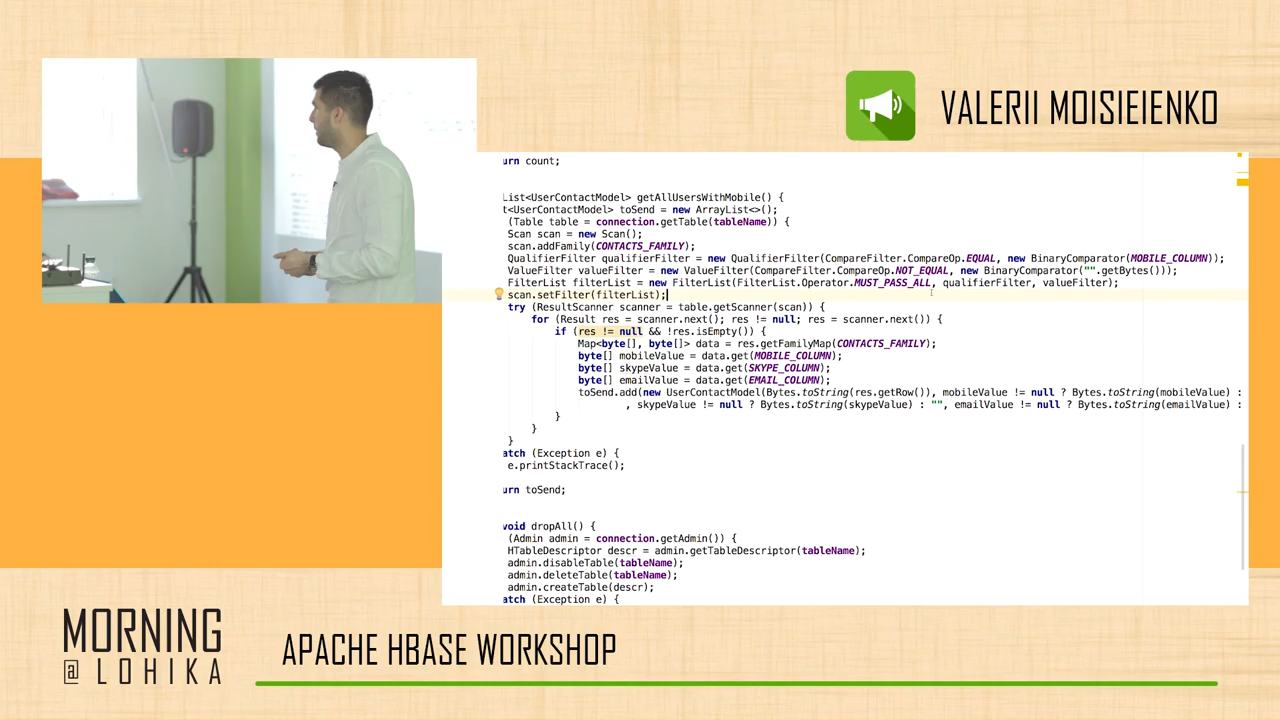 VALERII MOISIEIENKO
urn count;
List<UserContactModel> getAllUsersWithMobile() {
t<UserContactModel> toSend = new ArrayList<>();
(Table table = connection.getTable(tableName)) {
Scan scan = new Scan();
scan.addFamily(CONTACTS_FAMILY);
QualifierFilter qualifierFilter = new QualifierFilter(CompareFilter.CompareOp.EQUAL, new BinaryComparator(MOBILE_COLUMN));
ValueFilter valueFilter = new ValueFilter(CompareFilter.CompareOp.NOT_EQUAL, new BinaryComparator("".getBytes()));
FilterList filterList = new FilterList(FilterList.Operator.MUST_PASS_ALL, qualifierFilter, valueFilter);
scan.setFilter(filterList);
try (ResultScanner scanner = table.getScanner(scan)) {
for (Result res = scanner.next(); res != null; res = scanner.next()) {
if (res != null && !res.isEmpty()) {
Map<byte[], byte[]> data = res.getFamilyMap(CONTACTS_FAMILY);
byte[] mobileValue = data.get(MOBILE_COLUMN);
byte[] skypeValue = data.get(SKYPE_COLUMN);
byte[] emailValue = data.get(EMAIL_COLUMN);
toSend.add(new UserContactModel(Bytes.toString(res.getRow()), mobileValue != null ? Bytes.toString(mobileValue) :
, skypeValue != null ? Bytes.toString(skypeValue) : "", emailValue != null ? Bytes.toString(emailValue) :
}
}
}
atch (Exception e) {
e.printStackTrace();
urn toSend;
void dropAll() {
(Admin admin = connection.getAdmin()) {
HTableDescriptor descr = admin.getTableDescriptor(tableName);
admin.disableTable(tableName);
admin.deleteTable(tableName);
admin.createTable(descr);
atch (Exception e) {
MORNING
@ LOHIKA
APACHE HBASE WORKSHOP